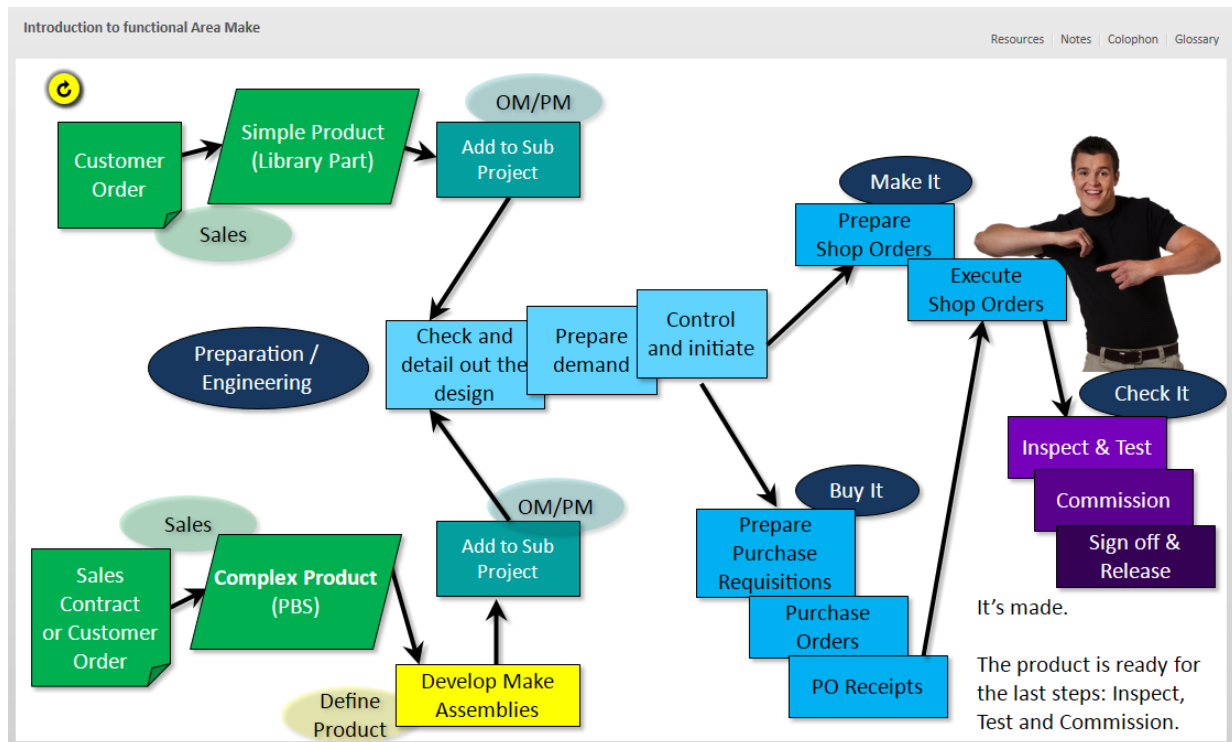 Introduction to functional Area Make
Resources
Notes
Colophon
Glossary
OM/PM
Simple Product
(Library Part)
Add to Sub
Project
Customer
Order
Sales
Make It
Prepare
Shop Orders
Execute
Shop Orders
Preparation /
Engineering
Check and
detail out the
design
Prepare
demand
Control
and initiate
Check It
Inspect & Test
Commission
Sign off &
Release
Buy It
Prepare
Purchase
Requisitions
Purchase
Orders
PO Receipts
Sales
OM/PM
Add to Sub
Project
Sales
Contract
or Customer
Order
Complex Product
(PBS)
Develop Make
Assemblies
Define
Product
It's made.
The product is ready for
the last steps: Inspect,
Test and Commission.